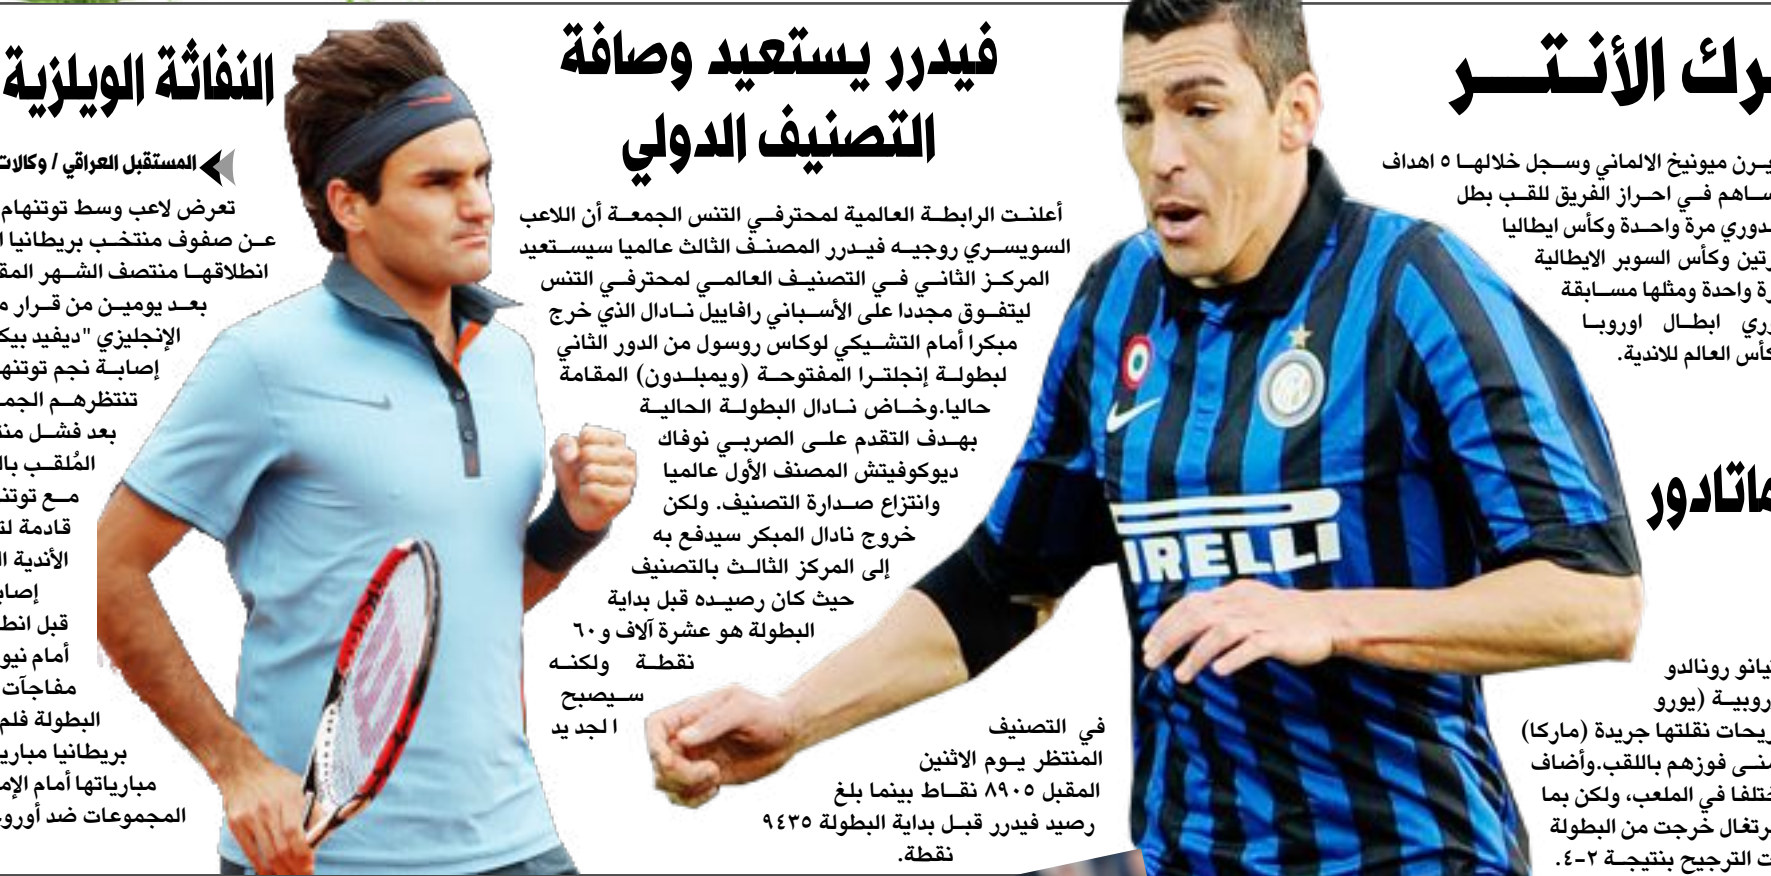 رك الأنتر
يرن ميونيخ الالماني وسجل خلالها ٥ اهداف
ساهم في احراز الفريق للقب بطل
دوري مرة واحدة وكأس ايطاليا
رتين وكأس السوبر الايطالية
رة واحدة ومثلها مسابقة
وري ابطال اوروبا
كأس العالم للاندية.
ماتادور
يانو رونالدو
روبية (يورو
ريحات نقلتها جريدة (ماركا)
منى فوزهم باللقب.وأضاف
ختلفا في الملعب، ولكن بما
رتغال خرجت من البطولة
ت الترجيح بنتيجة ٢-٤.
PIRELLI
فيدرر يستعيد وصافة
التصنيف الدولي
أعلنت الرابطة العالمية لمحترفي التنس الجمعة أن اللاعب
السويسري روجيه فيدرر المصنف الثالث عالميا سيستعيد
المركز الثاني في التصنيف العالمي لمحترفي التنس
ليتفوق مجددا على الأسباني رافاييل نادال الذي خرج
مبكرا أمام التشيكي لوكاس روسول من الدور الثاني
لبطولة إنجلترا المفتوحة (ويمبلدون) المقامة
حاليا.وخاض نادال البطولة الحالية
بهدف التقدم على الصربي نوفاك
ديوكوفيتش المصنف الأول عالميا
وانتزاع صدارة التصنيف. ولكن
خروج نادال المبكر سيدفع به
إلى المركز الثالث بالتصنيف
حيث كان رصيده قبل بداية
البطولة هو عشرة آلاف و٦٠
نقطة ولكنه
سيصبح
في التصنيف الجديد
المنتظر يوم الاثنين
المقبل ٨٩٠٥ نقاط بينما بلغ
رصيد فيدرر قبل بداية البطولة ٩٤٣٥
نقطة.
النفاثة الويلزية
المستقبل العراقي / وكالات
تعرض لاعب وسط توتنهام
عن صفوف منتخب بريطانيا ا
انطلاقها منتصف الشهر المق
بعد يومين من قرار م
الإنجليزي "ديفيد بيك
إصابة نجم توتنه
تنتظرهم الجم
بعد فشل منت
المُلقب بال
مع توتن
قادمة لت
الأندية ا
إصاب
قبل انط
أمام نيو
مفاجآت
البطولة فلم
بريطانيا مباري
مبارياتها أمام الإم
المجموعات ضد أورو